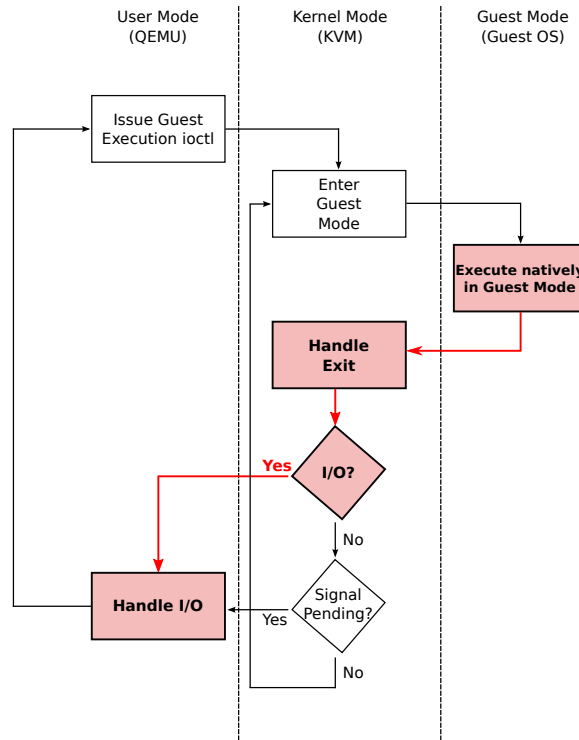 User Mode
(QEMU)
Kernel Mode
(KVM)
Guest Mode
(Guest OS)
Issue Guest
Execution ioctl
Enter
Guest
Mode
Execute natively
in Guest Mode
Handle
Exit
I/O?
Yes
No
Handle I/O
Yes
Signal
Pending?
No